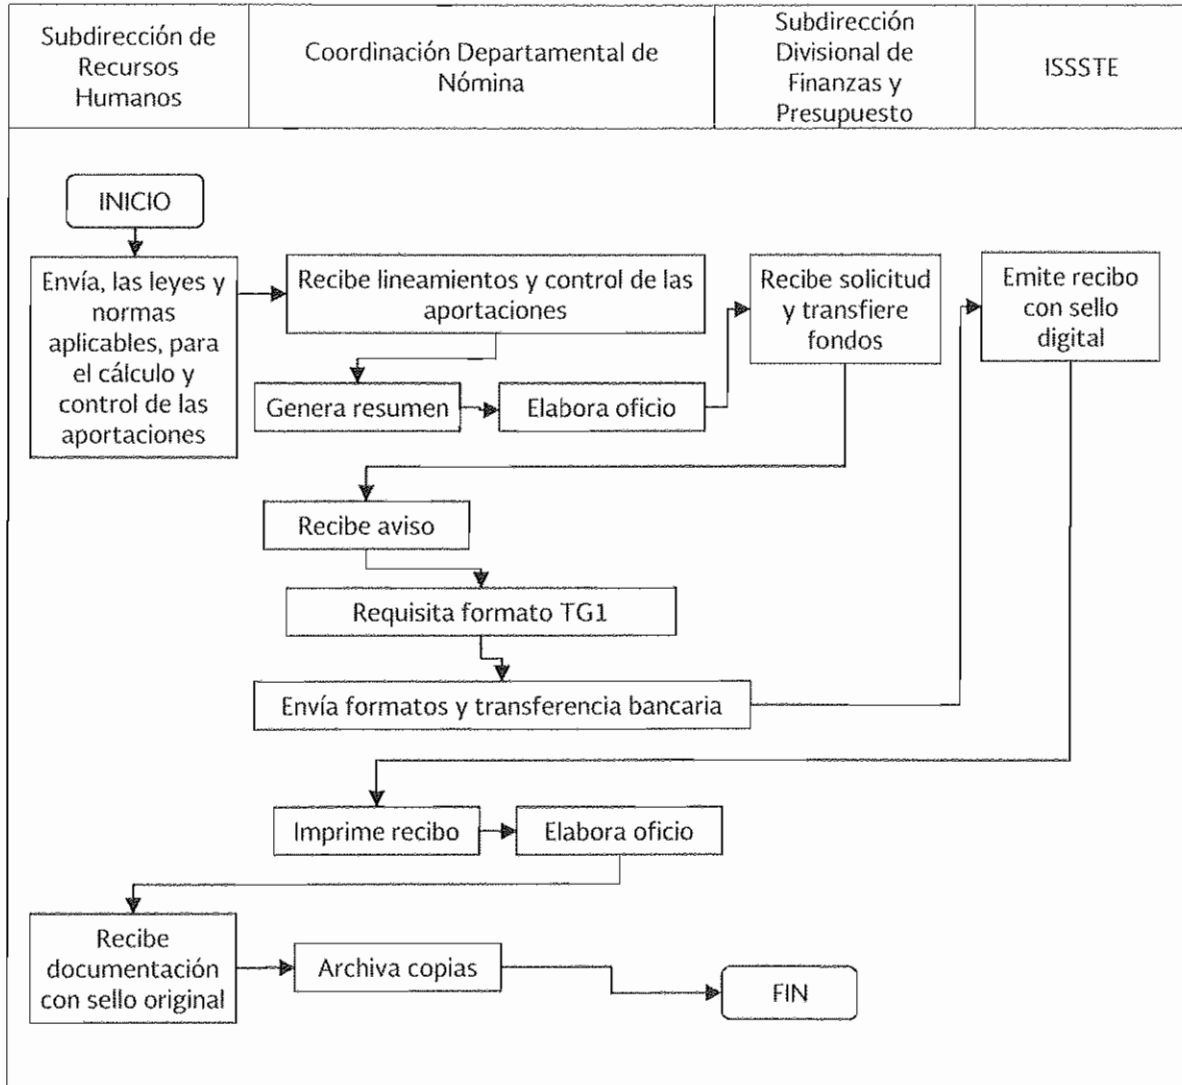 Subdirección de
Recursos
Humanos
Coordinación Departamental de
Nómina
Subdirección
Divisional de
Finanzas y
Presupuesto
ISSSTE
INICIO
Envía, las leyes y
normas
aplicables, para
el cálculo y
control de las
aportaciones
Recibe lineamientos y control de las
aportaciones
Genera resumen
Elabora oficio
Recibe solicitud
y transfiere
fondos
Emite recibo
con sello
digital
Recibe aviso
Requisita formato TG1
Envía formatos y transferencia bancaria
Imprime recibo
Elabora oficio
Recibe
documentación
con sello original
Archiva copias
FIN